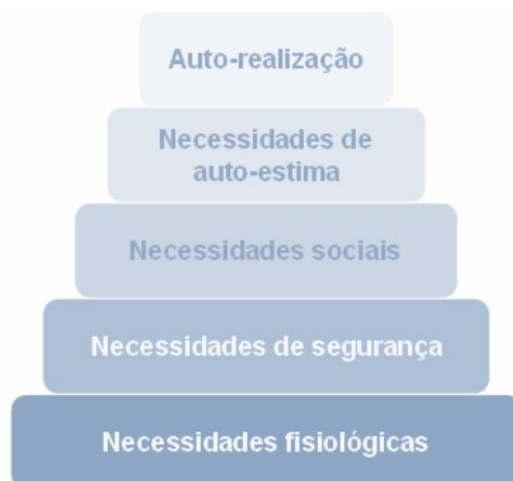 Auto-realização
Necessidades de
auto-estima
Necessidades sociais
Necessidades de segurança
Necessidades fisiológicas